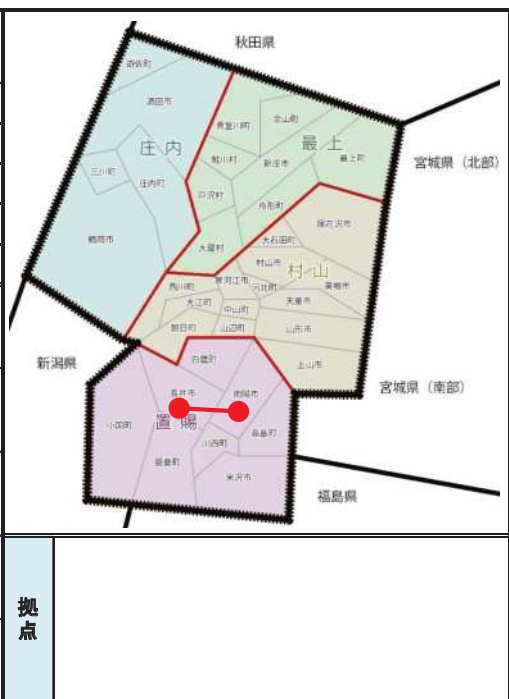 秋田県
遊佐町
酒田市
金山町
真室川町
庄内
最上
三川町
庄内町
鮭川村
新庄市
最上町
宮城県（北部）
戸沢村
舟形町
鶴岡市
尾花沢市
大蔵村
大石田町
村山市
村山
西川町
寒河江市
河北町
東根市
大江町
中山町
天童市
朝日町
山辺町
山形市
新潟県
白鷹町
上山市
宮城県（南部）
長井市
南陽市
小国町
置賜
高畠町
川西町
飯豊町
米沢市
福島県
拠点